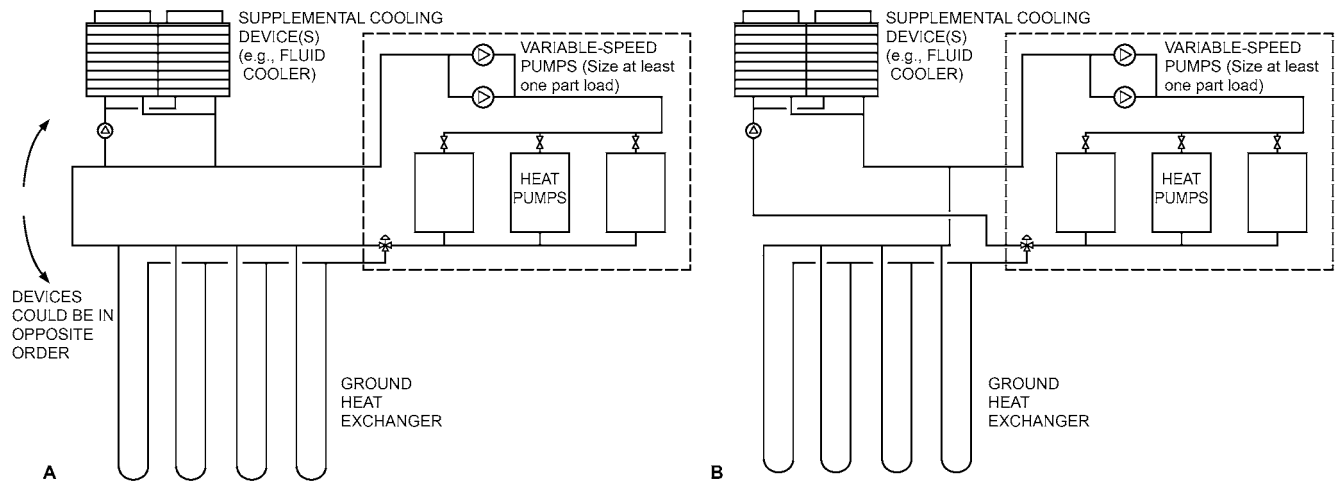 SUPPLEMENTAL COOLING
DEVICE(S)
(e.g., FLUID
COOLER)
VARIABLE-SPEED
PUMPS (Size at least
one part load)
HEAT
PUMPS
DEVICES
COULD BE IN
OPPOSITE
ORDER
GROUND
HEAT
EXCHANGER
A
SUPPLEMENTAL COOLING
DEVICE(S)
(e.g., FLUID
COOLER)
VARIABLE-SPEED
PUMPS (Size at least
one part load)
HEAT
PUMPS
GROUND
HEAT
EXCHANGER
B